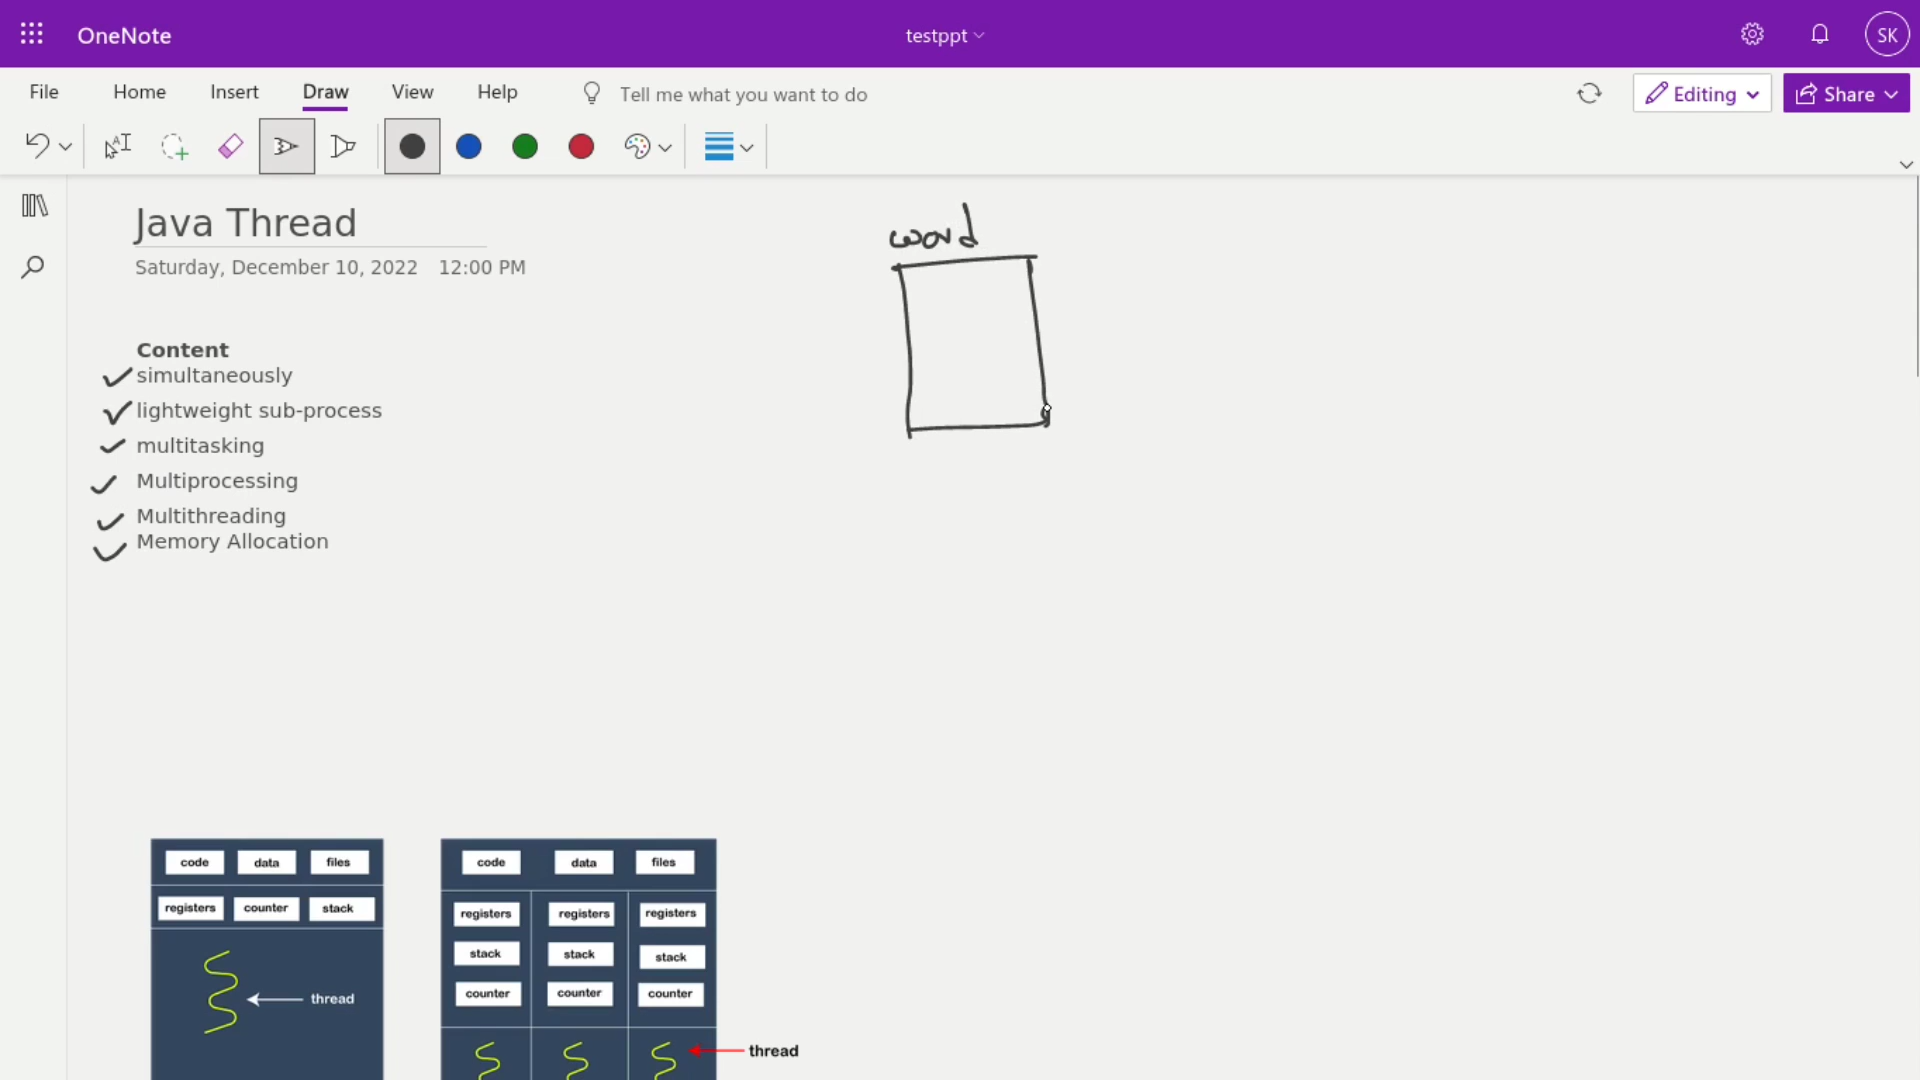 OneNote
testppt
SK
File Home Insert Draw View Help Tell me what you want to do Editing Share
Java Thread
Saturday, December 10, 2022 12:00 PM
word
Content
simultaneously
lightweight sub-process
multitasking
Multiprocessing
Multithreading
Memory Allocation
code data files
registers counter stack
thread
code data files
registers registers registers
stack stack stack
counter counter counter
thread